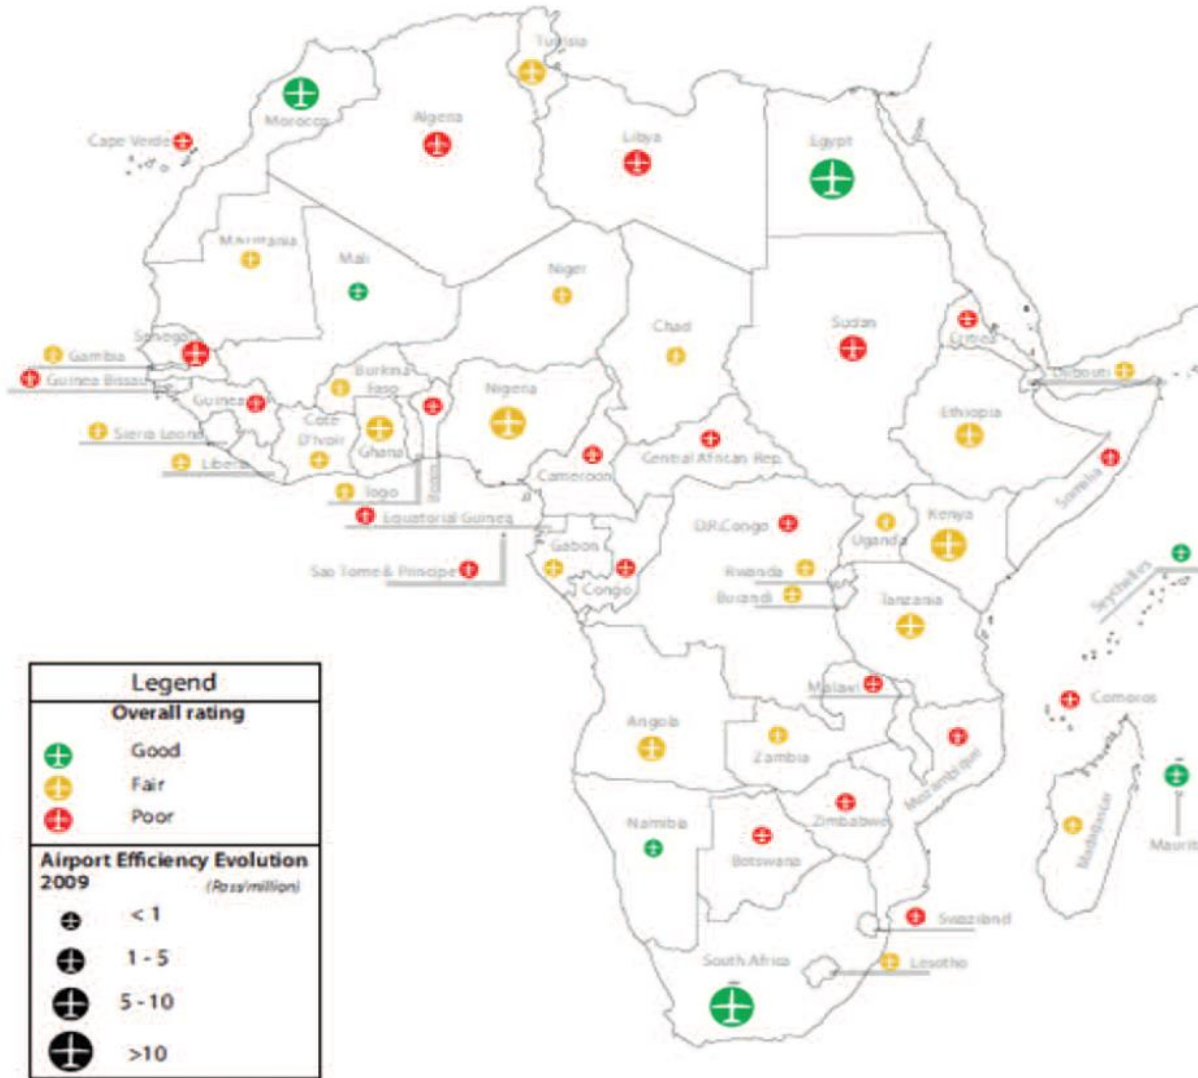 Tunisia
Morocco
Algeria
Cape Verde
Libya
Egypt
Mauritania
Mali
Niger
Chad
Sudan
Eritrea
Senegal
Gambia
Guinea Bissau
Djibouti
Burkina
faso
Guinea
Nigeria
Ethiopia
Cote
D'Ivoir
Ghana
Sierra Leone
Liberia
Central African Rep.
Cameroon
Somalia
Togo
Benin
Equatorial Guinea
D.R.Congo
Uganda
Kenya
Gabon
Sao Tome & Principe
Rwanda
Congo
Burundi
Seychelles
Tanzania
Malawi
Comoros
Angola
Zambia
Mozambique
Namibia
Zimbabwe
Botswana
Madagascar
Maurit
Swaziland
South Africa
Lesotho
Legend
Overall rating
Good
Fair
Poor
Airport Efficiency Evolution
2009 (Pass/million)
< 1
1 - 5
5 - 10
>10